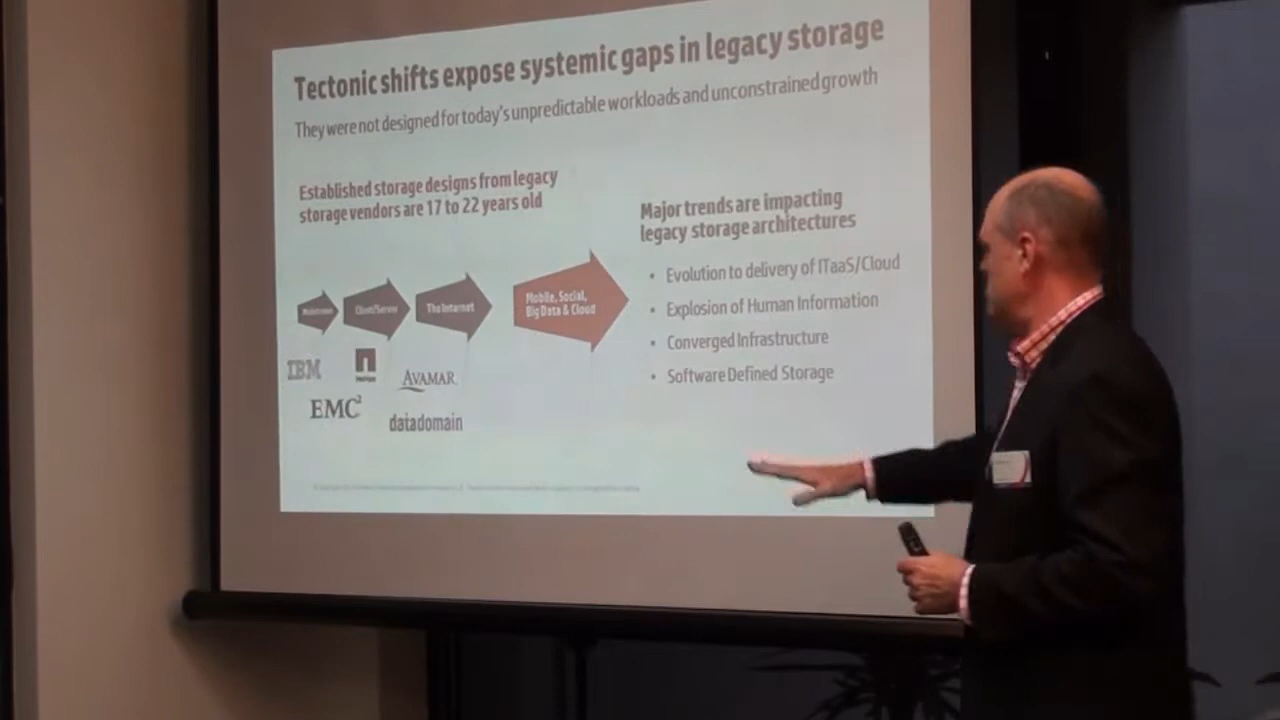 Tectonic shifts expose systemic gaps in legacy storage
They were not designed for today's unpredictable workloads and unconstrained growth
Established storage designs from legacy
storage vendors are 17 to 22 years old
Client/Server
The Internet
Mobile, Social,
Big Data & Cloud
IBM
EMC²
AVAMAR
datadomain
Major trends are impacting
legacy storage architectures
• Evolution to delivery of ITaaS/Cloud
• Explosion of Human Information
• Converged Infrastructure
• Software Defined Storage